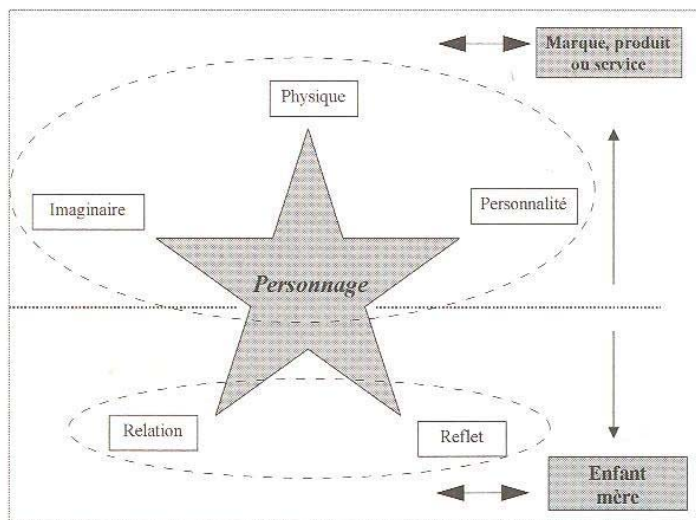 Marque, produit
ou service
Physique
Imaginaire
Personnalité
Personnage
Relation
Reflet
Enfant
mère